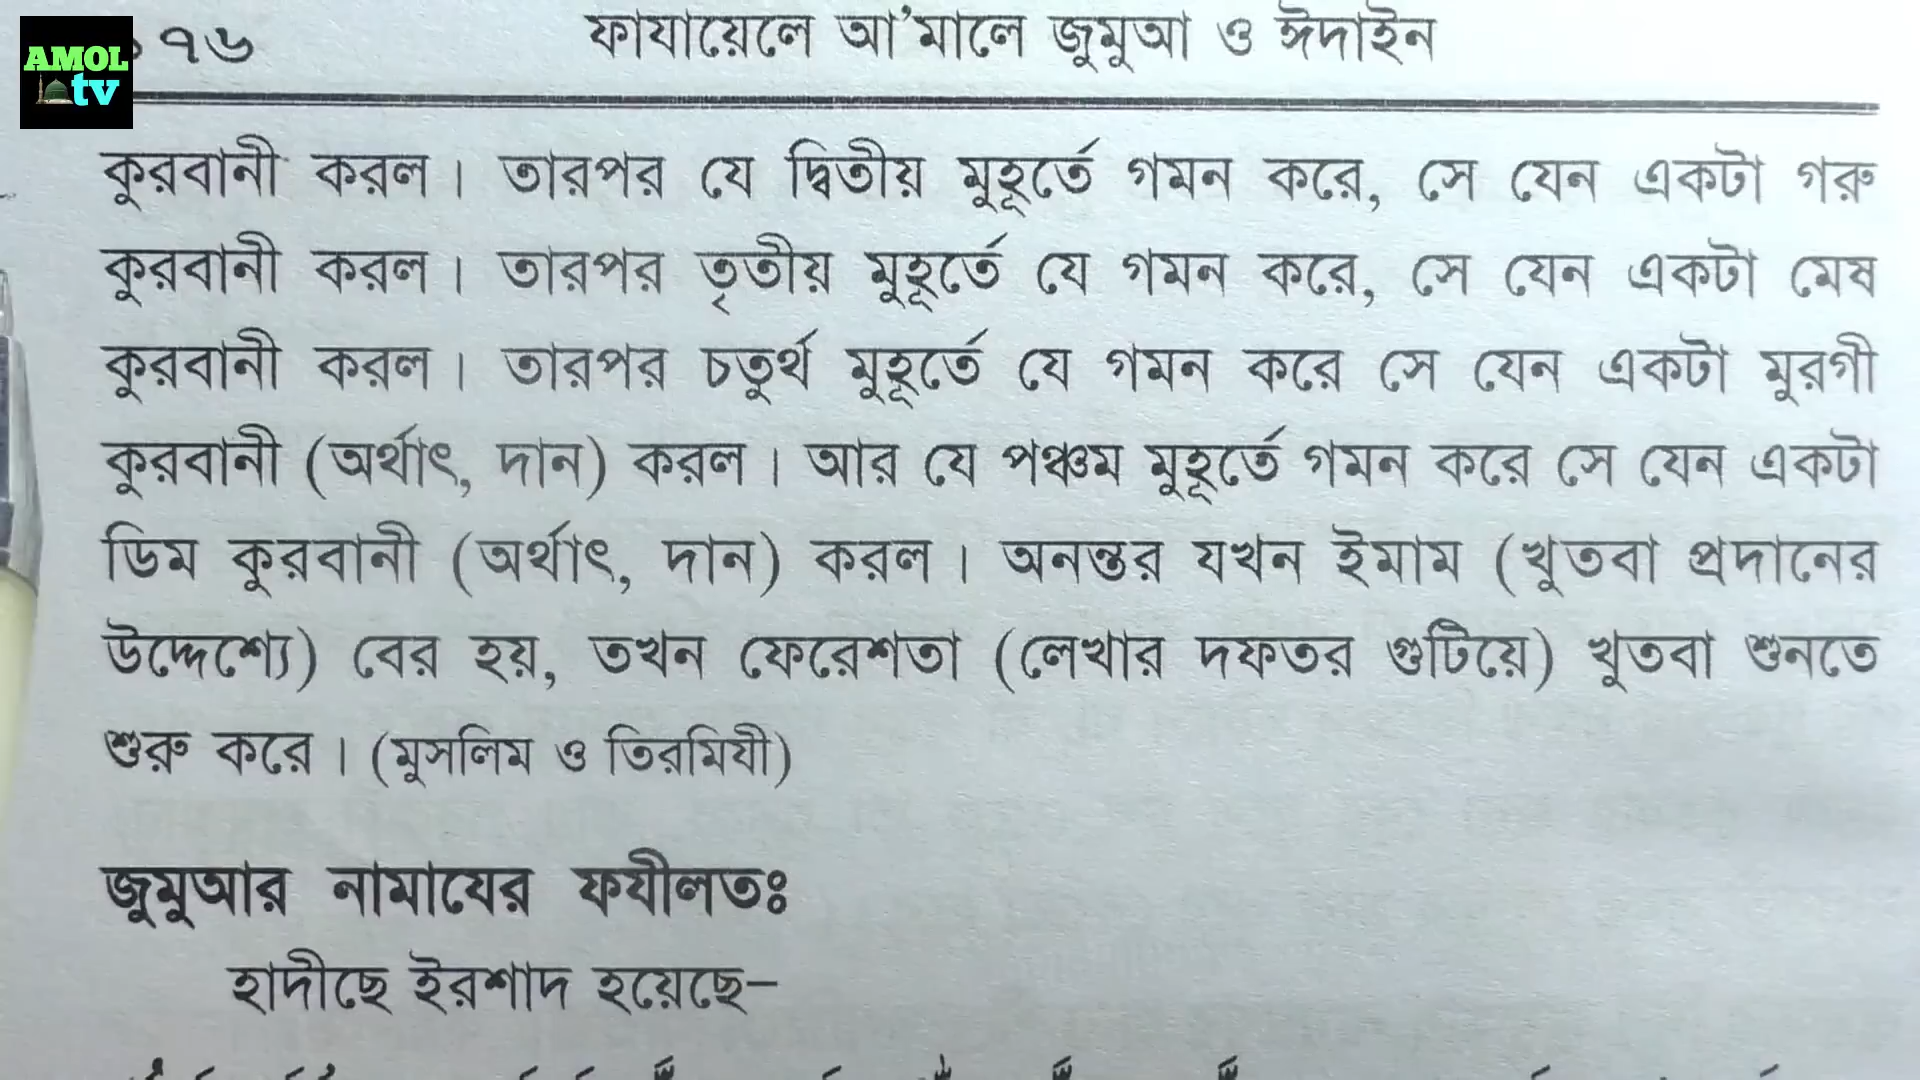 AMOL
tv
৭৬ ফাযায়েলে আ'মালে জুমুআ ও ঈদাইন
কুরবানী করল। তারপর যে দ্বিতীয় মুহূর্তে গমন করে, সে যেন একটা গরু
কুরবানী করল। তারপর তৃতীয় মুহূর্তে যে গমন করে, সে যেন একটা মেষ
কুরবানী করল। তারপর চতুর্থ মুহূর্তে যে গমন করে সে যেন একটা মুরগী
কুরবানী (অর্থাৎ, দান) করল। আর যে পঞ্চম মুহূর্তে গমন করে সে যেন একটা
ডিম কুরবানী (অর্থাৎ, দান) করল। অনন্তর যখন ইমাম (খুতবা প্রদানের
উদ্দেশ্যে) বের হয়, তখন ফেরেশতা (লেখার দফতর গুটিয়ে) খুতবা শুনতে
শুরু করে। (মুসলিম ও তিরমিযী)
জুমুআর নামাযের ফযীলতঃ
হাদীছে ইরশাদ হয়েছে–